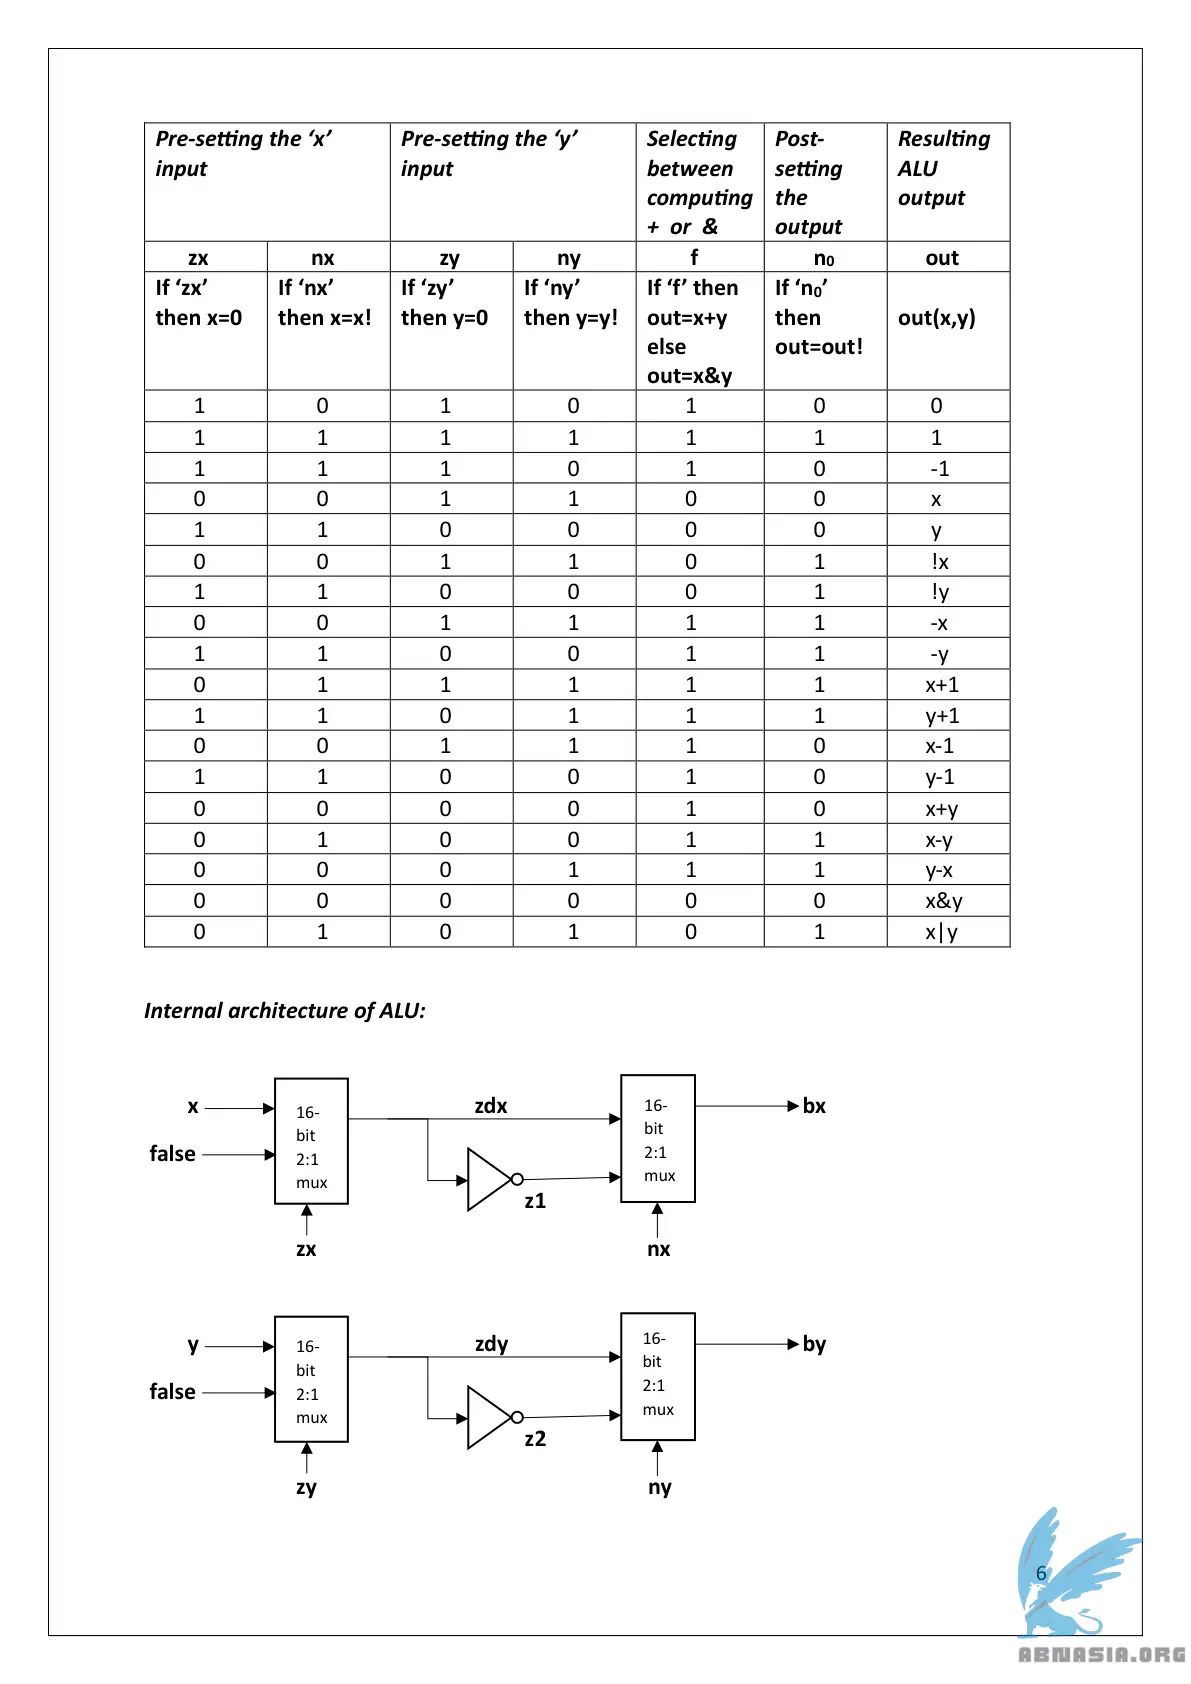 Pre-setting the ‘x’ input
Pre-setting the ‘y’ input
Selecting between computing + or &
Post-setting the output
Resulting ALU output
zx nx zy ny f n₀ out
If ‘zx’ then x=0
If ‘nx’ then x=x!
If ‘zy’ then y=0
If ‘ny’ then y=y!
If ‘f’ then out=x+y else out=x&y
If ‘n₀’ then out=out!
out(x,y)
1 0 1 0 1 0 0
1 1 1 1 1 1 1
1 1 1 0 1 0 -1
0 0 1 1 0 0 x
1 1 0 0 0 0 y
0 0 1 1 0 1 !x
1 1 0 0 0 1 !y
0 0 1 1 1 1 -x
1 1 0 0 1 1 -y
0 1 1 1 1 1 x+1
1 1 0 1 1 1 y+1
0 0 1 1 1 0 x-1
1 1 0 0 1 0 y-1
0 0 0 0 1 0 x+y
0 1 0 0 1 1 x-y
0 0 0 1 1 1 y-x
0 0 0 0 0 0 x&y
0 1 0 1 0 1 x|y
Internal architecture of ALU:
x
false
16-
bit
2:1
mux
zx
zdx
z1
16-
bit
2:1
mux
nx
bx
y
false
16-
bit
2:1
mux
zy
zdy
z2
16-
bit
2:1
mux
ny
by
6
ABNASIA.ORG